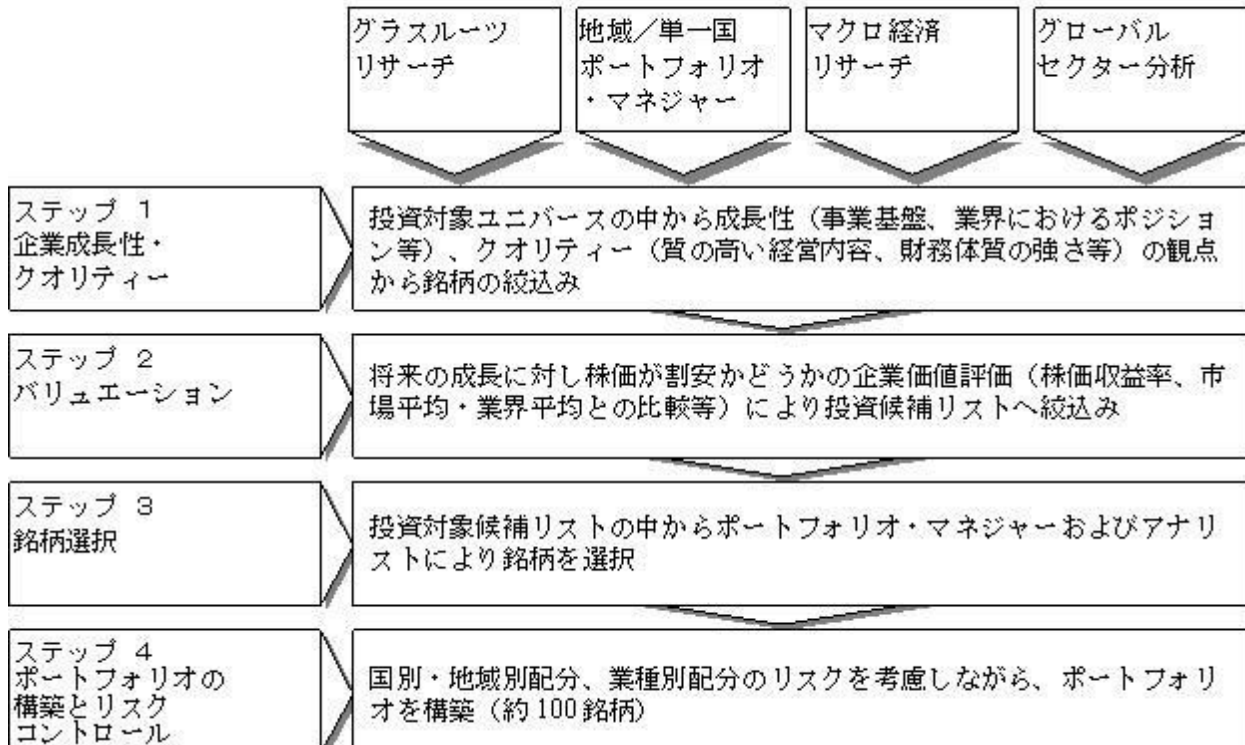 グラスルーツ
リサーチ
地域／単一国
ポートフォリオ
・マネジャー
マクロ経済
リサーチ
グローバル
セクター分析
ステップ １
企業成長性・
クオリティー
投資対象ユニバースの中から成長性（事業基盤、業界におけるポジショ
ン等）、クオリティー（質の高い経営内容、財務体質の強さ等）の観点
から銘柄の絞込み
ステップ ２
バリュエーション
将来の成長に対し株価が割安かどうかの企業価値評価（株価収益率、市
場平均・業界平均との比較等）により投資候補リストへ絞込み
ステップ ３
銘柄選択
投資対象候補リストの中からポートフォリオ・マネジャーおよびアナリ
ストにより銘柄を選択
ステップ ４
ポートフォリオの
構築とリスク
コントロール
国別・地域別配分、業種別配分のリスクを考慮しながら、ポートフォリ
オを構築（約100銘柄）